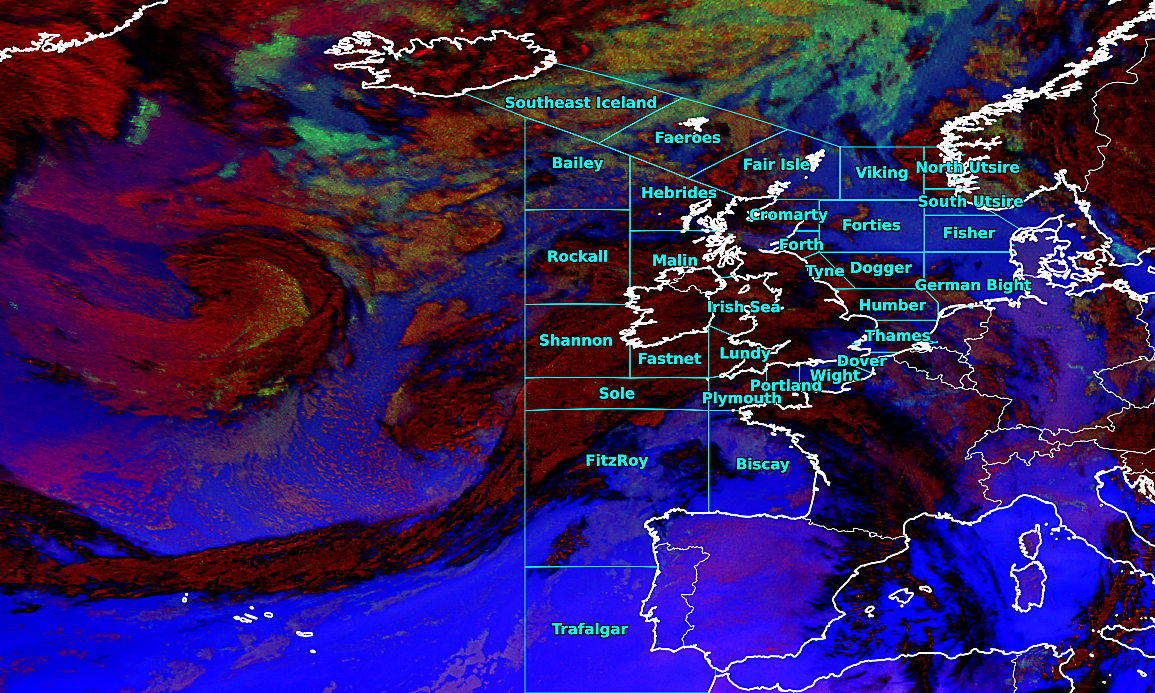 Southeast Iceland
Faeroes
Bailey
Fair Isle
Viking
North Utsire
Hebrides
South Utsire
Cromarty
Forties
Fisher
Forth
Rockall
Malin
Tyne
Dogger
German Bight
Irish Sea
Humber
Thames
Shannon
Fastnet
Lundy
Dover
Wight
Portland
Sole
Plymouth
FitzRoy
Biscay
Trafalgar